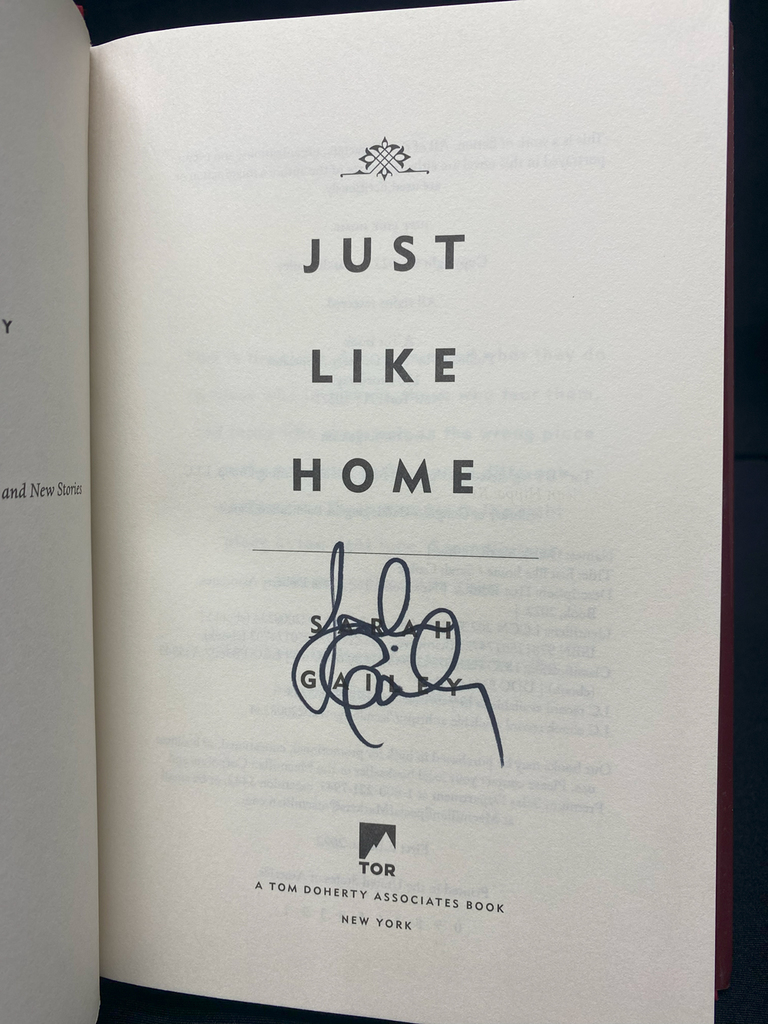 Y
and New Stories
JUST
LIKE
HOME
SARAH
GAILEY
TOR
A TOM DOHERTY ASSOCIATES BOOK
NEW YORK